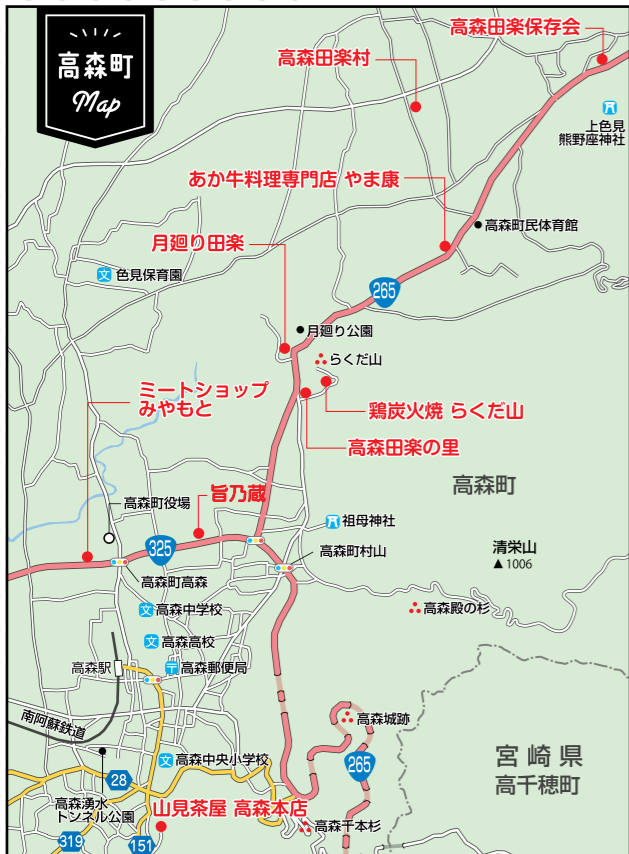 高森町
Map
高森田楽保存会
高森田楽村
上色見
熊野座神社
あか牛料理専門店 やま康
高森町民体育館
月廻り田楽
文 色見保育園
265
月廻り公園
らくだ山
ミートショップ
みやもと
鶏炭火焼 らくだ山
高森田楽の里
高森町
旨乃蔵
高森町役場
祖母神社
325
高森町村山
清栄山
▲1006
高森町高森
文 高森中学校
高森殿の杉
文 高森高校
高森駅
〒 高森郵便局
南阿蘇鉄道
高森城跡
宮崎県
高千穂町
文 高森中央小学校
265
28
高森湧水
トンネル公園
山見茶屋 高森本店
高森千本杉
319
151